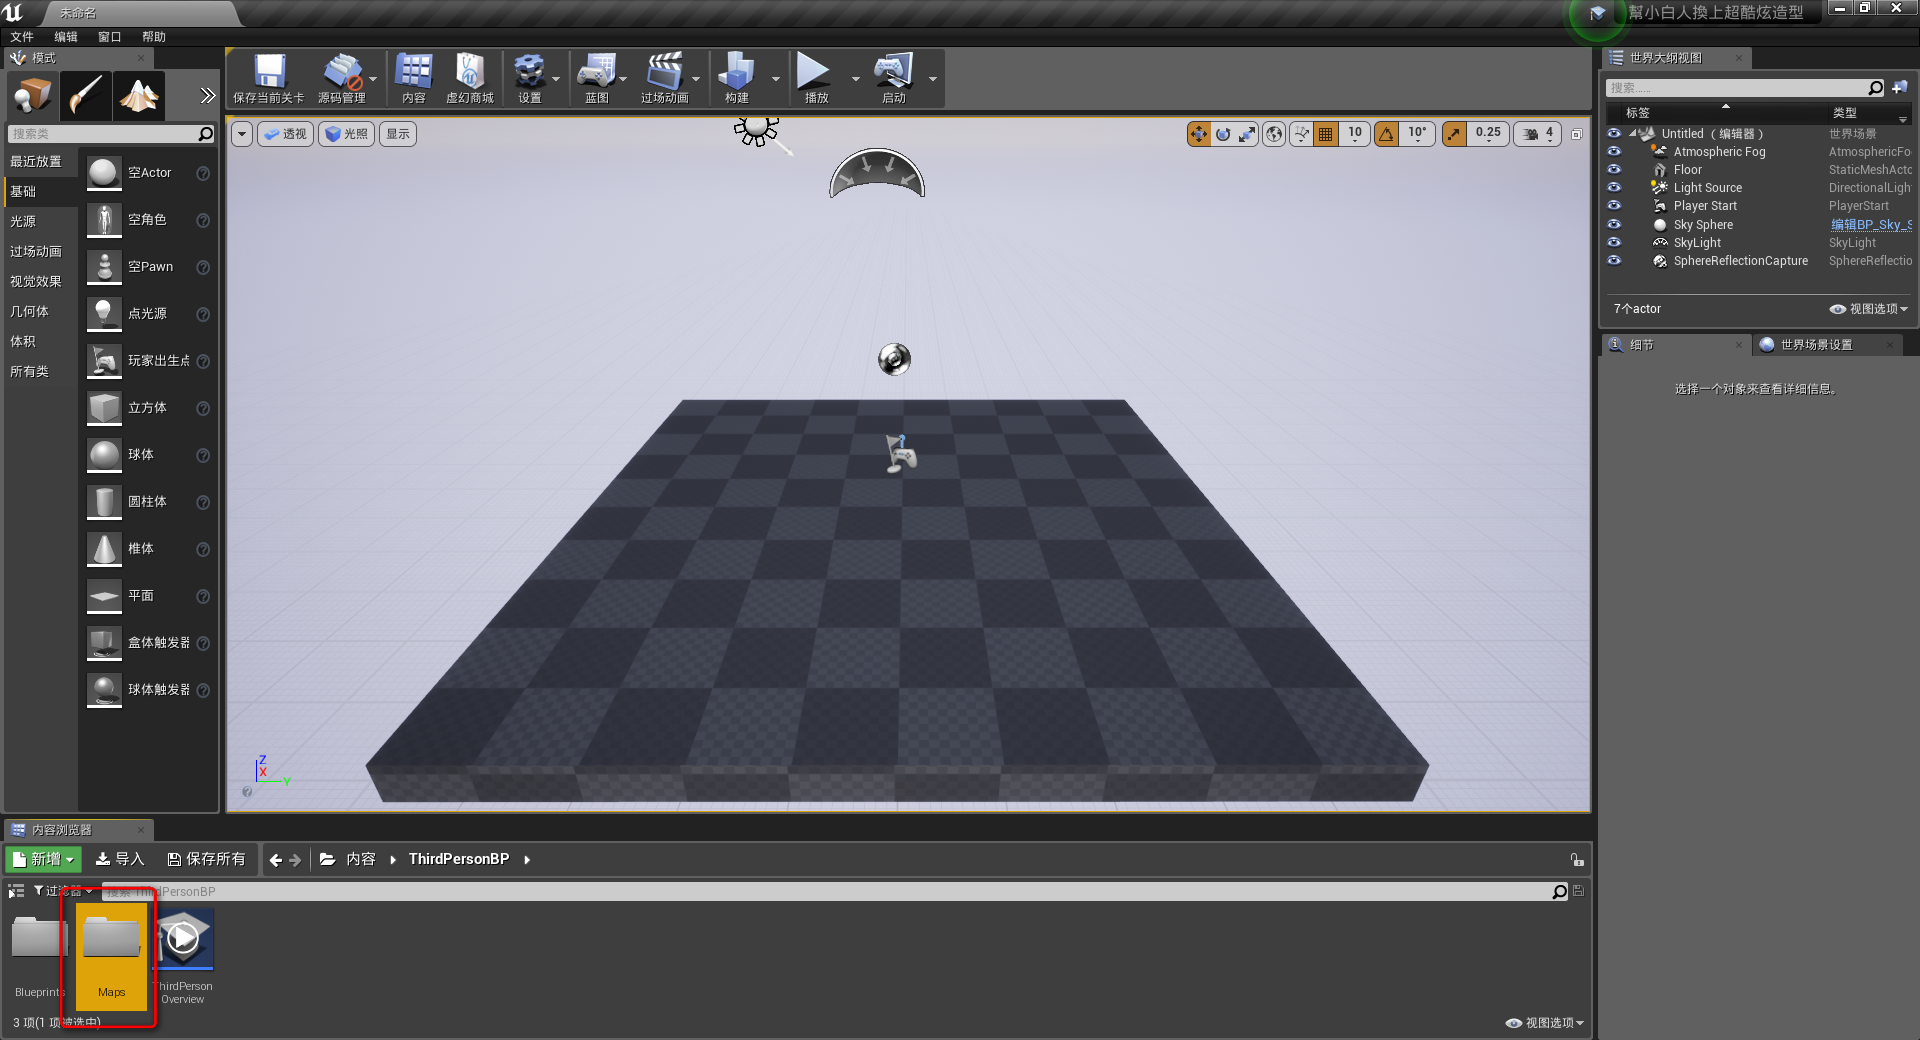 未命名
幫小白人換上超酷炫造型
文件 编辑 窗口 帮助
模式
搜索类
最近放置
基础
光源
过场动画
视觉效果
几何体
体积
所有类
空Actor
空角色
空Pawn
点光源
玩家出生点
立方体
球体
圆柱体
椎体
平面
盒体触发器
球体触发器
保存当前关卡 源码管理 内容 虚幻商城 设置 蓝图 过场动画 构建 播放 启动
透视 光照 显示
10 10° 0.25 4
Z
X
Y
世界大纲视图
搜索......
标签 类型
Untitled （编辑器） 世界场景
Atmospheric Fog AtmosphericFo
Floor StaticMeshActo
Light Source DirectionalLigh
Player Start PlayerStart
Sky Sphere 编辑BP_Sky_S
SkyLight SkyLight
SphereReflectionCapture SphereReflectio
7个actor 视图选项
细节 世界场景设置
选择一个对象来查看详细信息。
内容浏览器
新增 导入 保存所有 内容 ThirdPersonBP
过滤器 搜索 ThirdPersonBP
Blueprints
Maps
ThirdPerson
Overview
3 项(1 项被选中) 视图选项